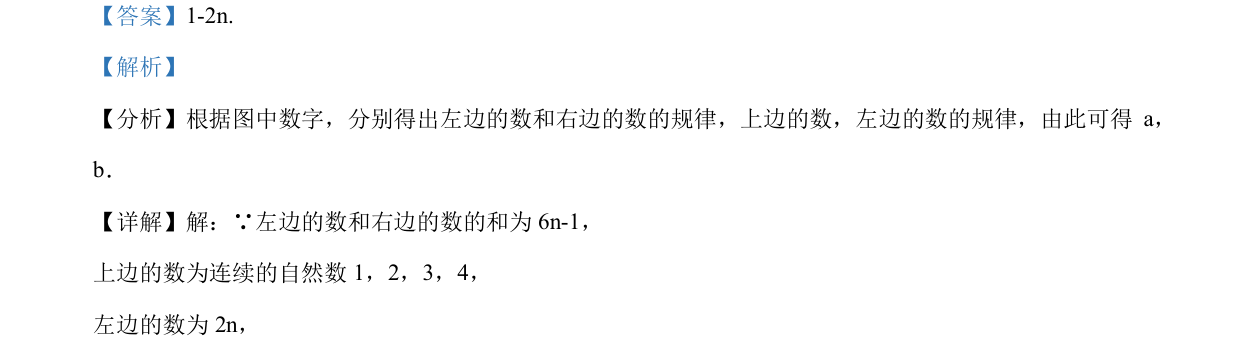 【答案】1-2n.
【解析】
【分析】根据图中数字，分别得出左边的数和右边的数的规律，上边的数，左边的数的规律，由此可得 a，
b．
【详解】解：∵左边的数和右边的数的和为 6n-1，
上边的数为连续的自然数 1，2，3，4，
左边的数为 2n，